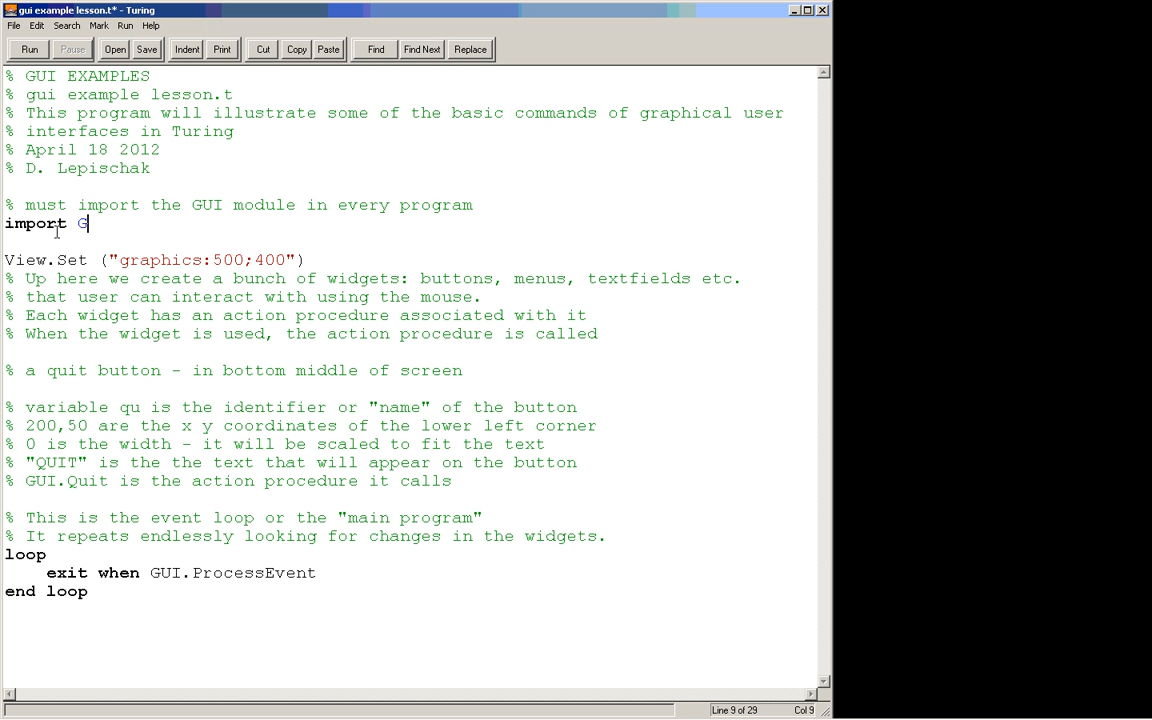 gui example lesson.t* - Turing
File Edit Search Mark Run Help
Run Pause Open Save Indent Print Cut Copy Paste Find Find Next Replace
% GUI EXAMPLES
% gui example lesson.t
% This program will illustrate some of the basic commands of graphical user
% interfaces in Turing
% April 18 2012
% D. Lepischak
% must import the GUI module in every program
import G
View.Set ("graphics:500;400")
% Up here we create a bunch of widgets: buttons, menus, textfields etc.
% that user can interact with using the mouse.
% Each widget has an action procedure associated with it
% When the widget is used, the action procedure is called
% a quit button - in bottom middle of screen
% variable qu is the identifier or "name" of the button
% 200,50 are the x y coordinates of the lower left corner
% 0 is the width - it will be scaled to fit the text
% "QUIT" is the the text that will appear on the button
% GUI.Quit is the action procedure it calls
% This is the event loop or the "main program"
% It repeats endlessly looking for changes in the widgets.
loop
exit when GUI.ProcessEvent
end loop
Line 9 of 29 Col 9